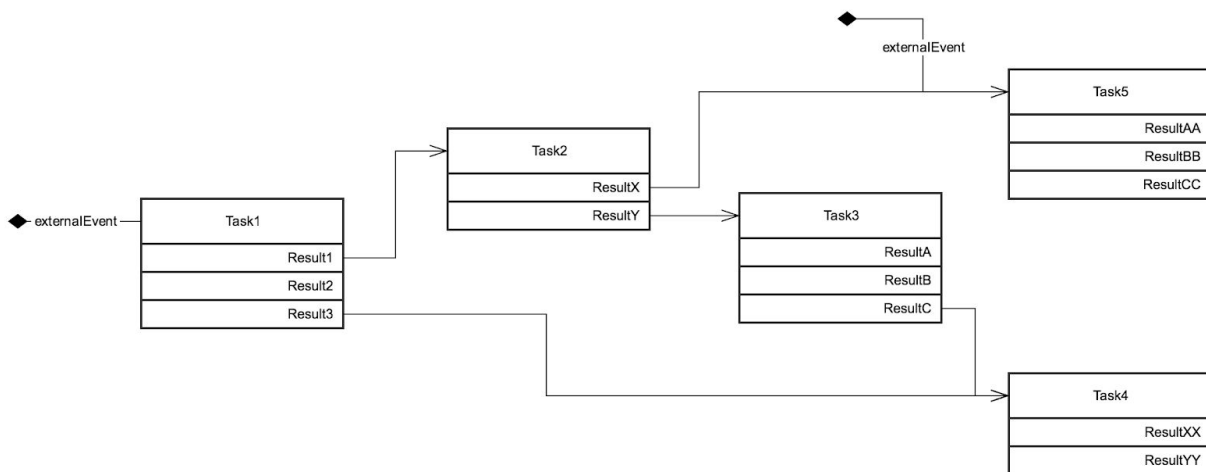 externalEvent
Task5
ResultAA
ResultBB
ResultCC
Task2
ResultX
ResultY
Task3
ResultA
ResultB
ResultC
externalEvent
Task1
Result1
Result2
Result3
Task4
ResultXX
ResultYY